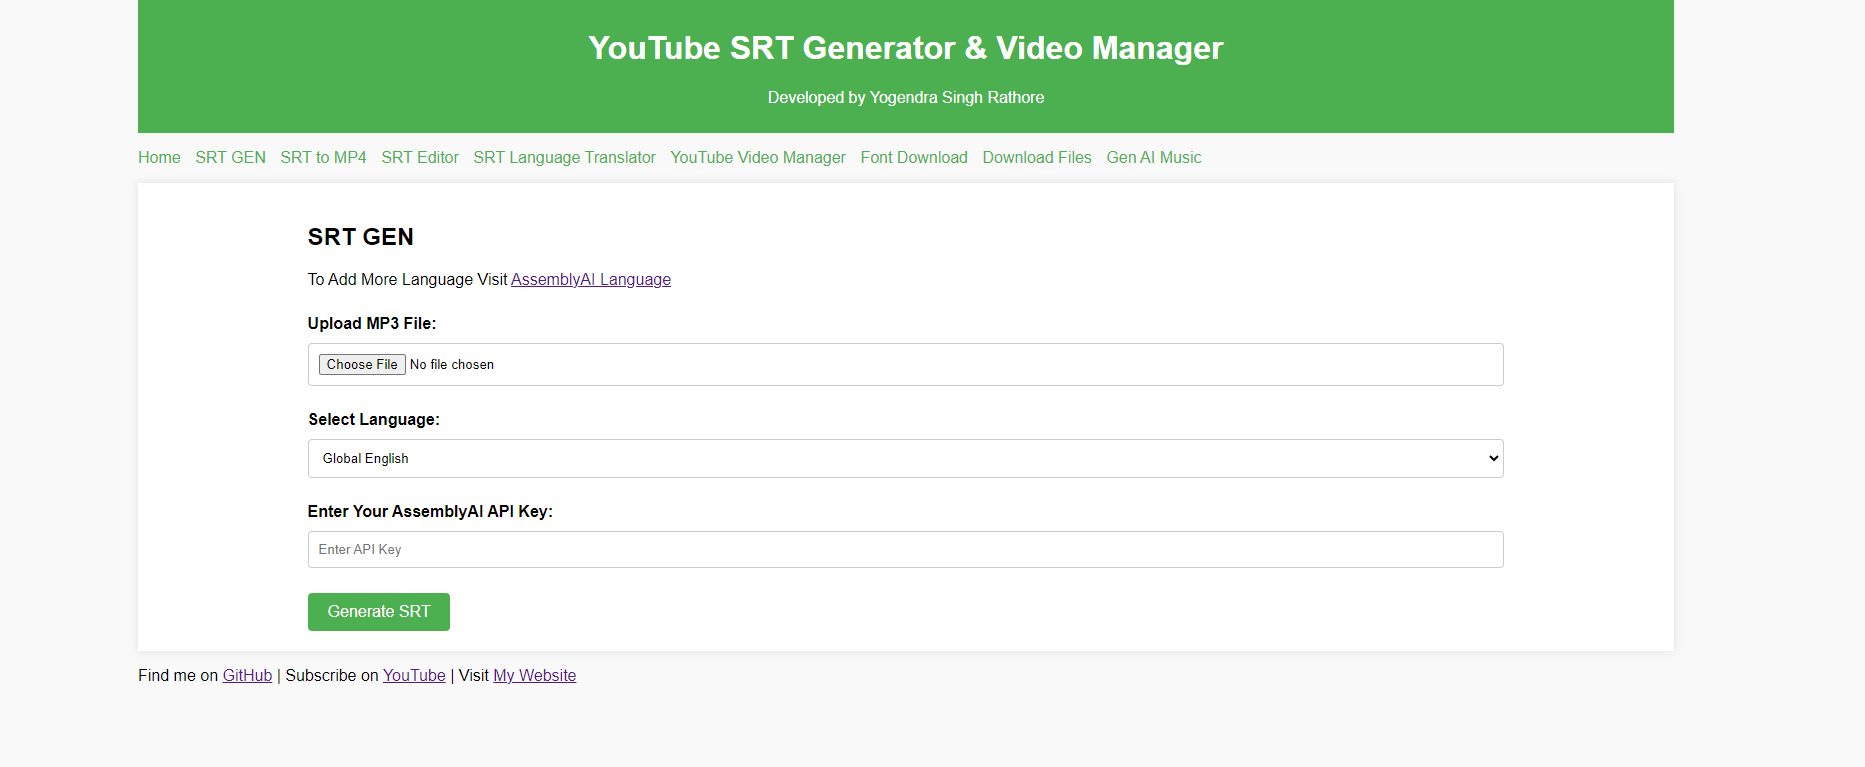 YouTube SRT Generator & Video Manager
Developed by Yogendra Singh Rathore
Home SRT GEN SRT to MP4 SRT Editor SRT Language Translator YouTube Video Manager Font Download Download Files Gen AI Music
SRT GEN
To Add More Language Visit AssemblyAI Language
Upload MP3 File:
Choose File No file chosen
Select Language:
Global English
Enter Your AssemblyAI API Key:
Enter API Key
Generate SRT
Find me on GitHub | Subscribe on YouTube | Visit My Website